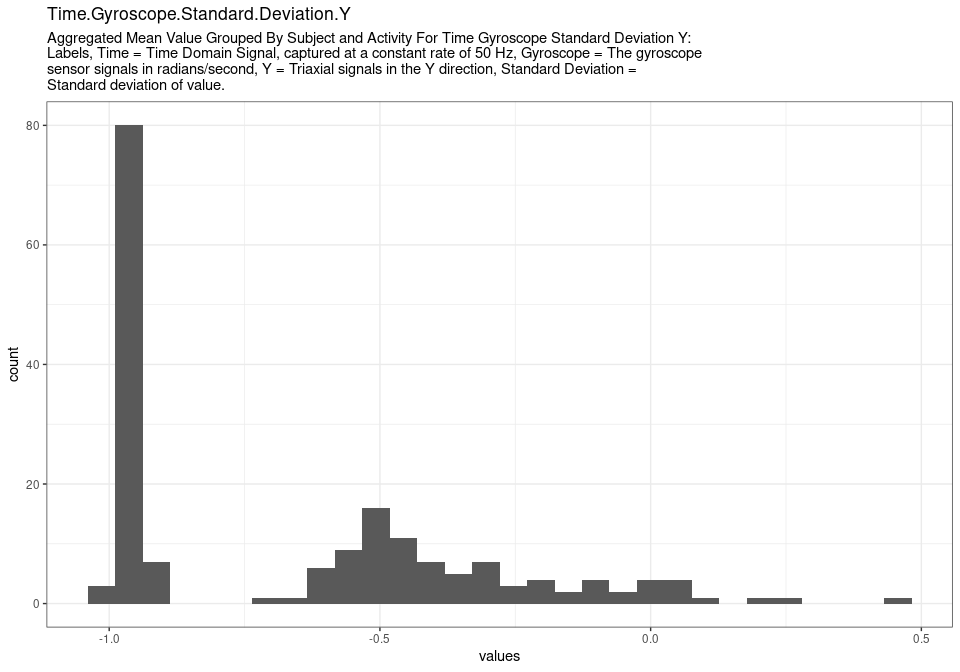 Time.Gyroscope.Standard.Deviation.Y
Aggregated Mean Value Grouped By Subject and Activity For Time Gyroscope Standard Deviation Y:
Labels, Time = Time Domain Signal, captured at a constant rate of 50 Hz, Gyroscope = The gyroscope
sensor signals in radians/second, Y = Triaxial signals in the Y direction, Standard Deviation =
Standard deviation of value.
80
60
40
20
0
count
-1.0 -0.5 0.0 0.5
values